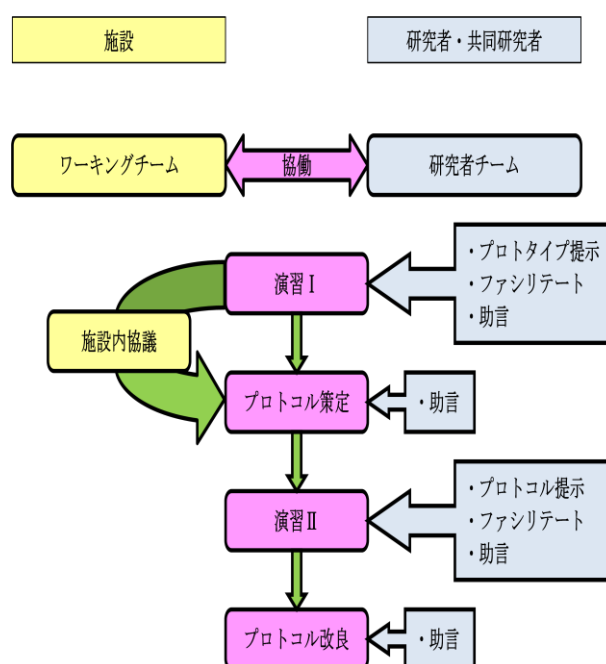 施設
研究者・共同研究者
ワーキングチーム
協働
研究者チーム
演習Ⅰ
・プロトタイプ提示
・ファシリテート
・助言
施設内協議
プロトコル策定
・助言
演習Ⅱ
・プロトコル提示
・ファシリテート
・助言
プロトコル改良
・助言